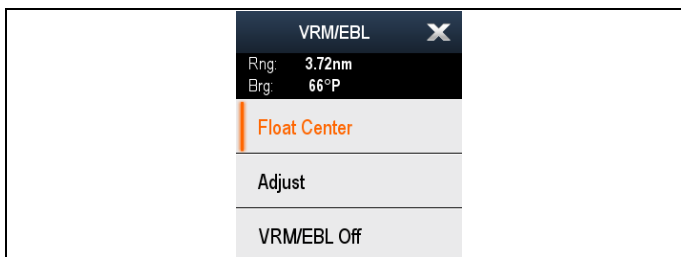 VRM/EBL
Rng: 3.72nm
Brg: 66°P
Float Center
Adjust
VRM/EBL Off